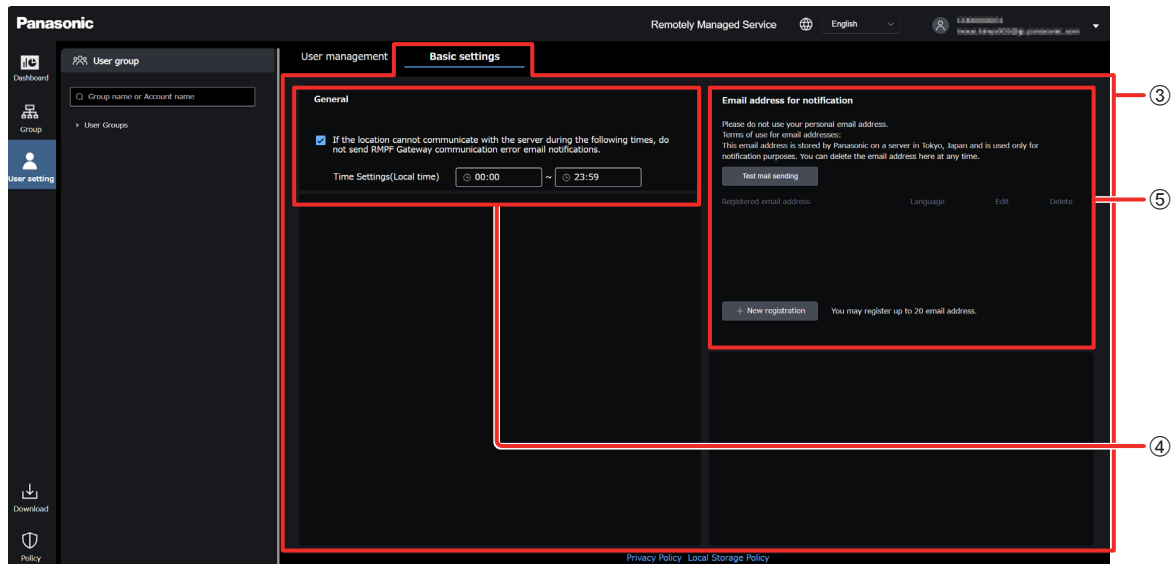 Panasonic
Remotely Managed Service
English
Dashboard
Group
User setting
Download
Policy
User group
Group name or Account name
User Groups
User management
Basic settings
General
If the location cannot communicate with the server during the following times, do
not send RMPF Gateway communication error email notifications.
Time Settings(Local time) 00:00 ~ 23:59
Email address for notification
Please do not use your personal email address.
Terms of use for email addresses:
This email address is stored by Panasonic on a server in Tokyo, Japan and is used only for
notification purposes. You can delete the email address here at any time.
Test mail sending
Registered email address Language Edit Delete
+ New registration You may register up to 20 email address.
Privacy Policy Local Storage Policy
③
⑤
④